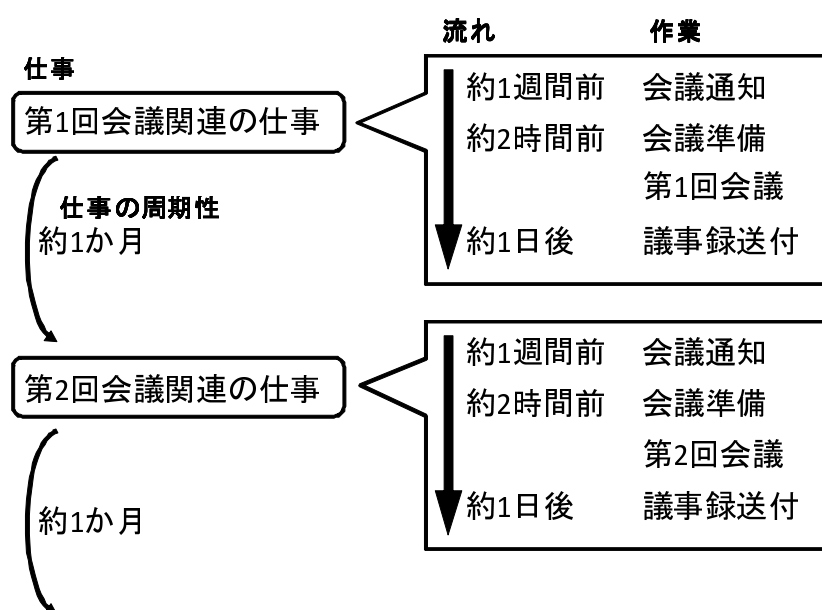 流れ 作業
仕事
約1週間前 会議通知
第1回会議関連の仕事
約2時間前 会議準備
第1回会議
仕事の周期性
約1か月
約1日後 議事録送付
約1週間前 会議通知
第2回会議関連の仕事
約2時間前 会議準備
第2回会議
約1日後 議事録送付
約1か月